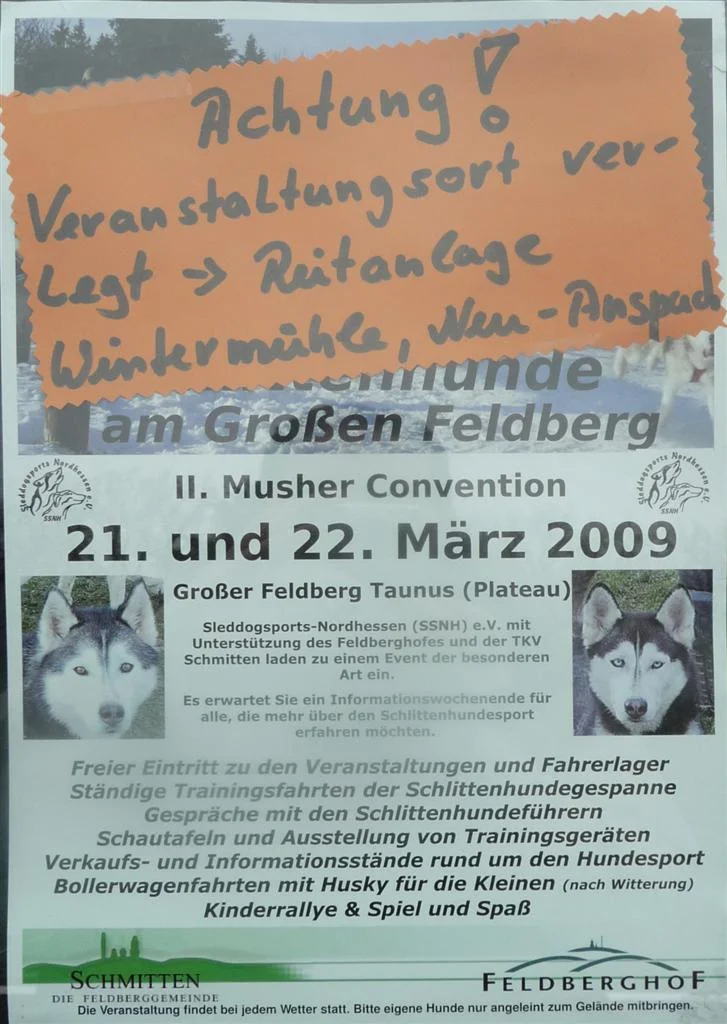 Achtung!
Veranstaltungsort ver-
legt → Reitanlage
Wintermühle, Neu-Anspach
am Großen Feldberg
Sleddogsports Nordhessen e.V.
SSNH
Sleddogsports Nordhessen e.V.
SSNH
II. Musher Convention
21. und 22. März 2009
Großer Feldberg Taunus (Plateau)
Sleddogsports-Nordhessen (SSNH) e.V. mit
Unterstützung des Feldberghofes und der TKV
Schmitten laden zu einem Event der besonderen
Art ein.
Es erwartet Sie ein Informationswochenende für
alle, die mehr über den Schlittenhundesport
erfahren möchten.
Freier Eintritt zu den Veranstaltungen und Fahrerlager
Ständige Trainingsfahrten der Schlittenhundegespanne
Gespräche mit den Schlittenhundeführern
Schautafeln und Ausstellung von Trainingsgeräten
Verkaufs- und Informationsstände rund um den Hundesport
Bollerwagenfahrten mit Husky für die Kleinen (nach Witterung)
Kinderrallye & Spiel und Spaß
SCHMITTEN
DIE FELDBERGGEMEINDE
FELDBERGHOF
Die Veranstaltung findet bei jedem Wetter statt. Bitte eigene Hunde nur angeleint zum Gelände mitbringen.